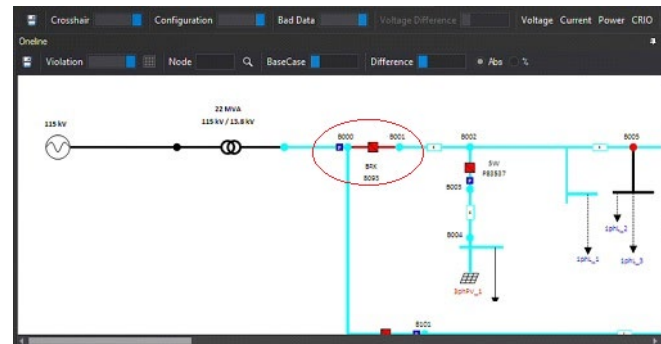 Crosshair Configuration Bad Data Voltage Difference Voltage Current Power CRIO
Oneline
Violation Node BaseCase Difference Abs %
22 MVA
115 kV / 13.8 kV
115 kV
B000 B001 B002 B005
BRK
B093
SW
B003
B004
1phL_2
1phL_1 1phL_3
3phPV_1
B101